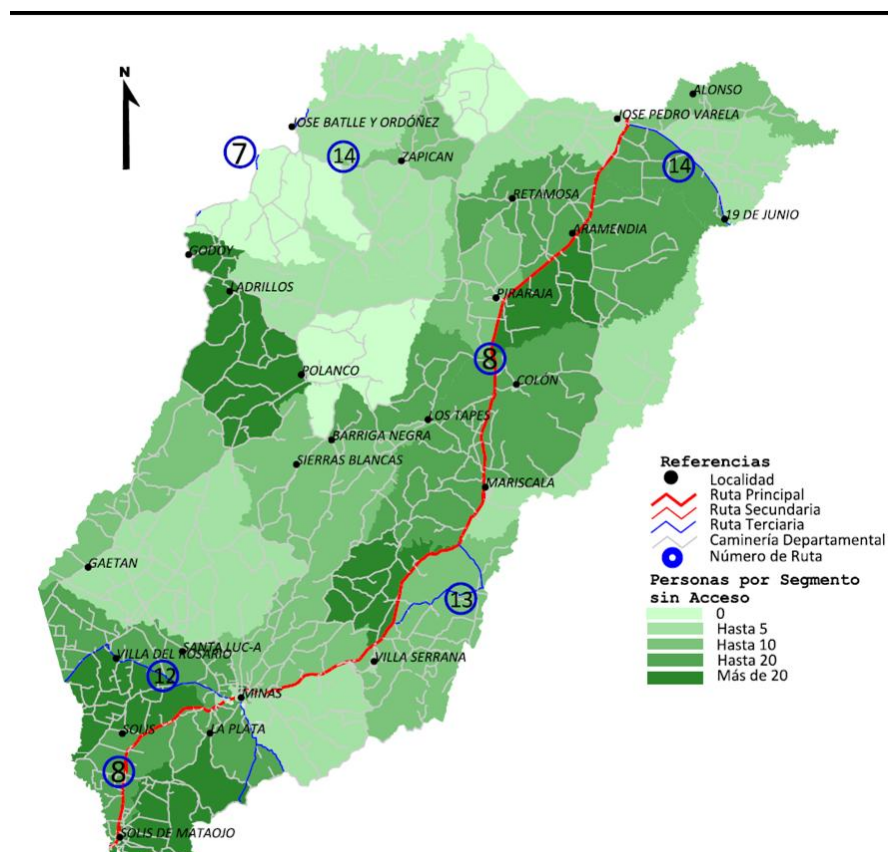 N
ALONSO
JOSE PEDRO VARELA
JOSE BATLLE Y ORDÓÑEZ
7
14
ZAPICAN
14
RETAMOSA
19 DE JUNIO
ARAMENDIA
GODOY
LADRILLOS
PIRARAJA
8
POLANCO
COLÓN
LOS TAPES
BARRIGA NEGRA
SIERRAS BLANCAS
MARISCALA
GAETAN
13
SANTA LUC-A
VILLA DEL ROSARIO
VILLA SERRANA
12
MINAS
SOLIS
LA PLATA
8
SOLIS DE MATAOJO
Referencias
Localidad
Ruta Principal
Ruta Secundaria
Ruta Terciaria
Caminería Departamental
Número de Ruta
Personas por Segmento
sin Acceso
0
Hasta 5
Hasta 10
Hasta 20
Más de 20